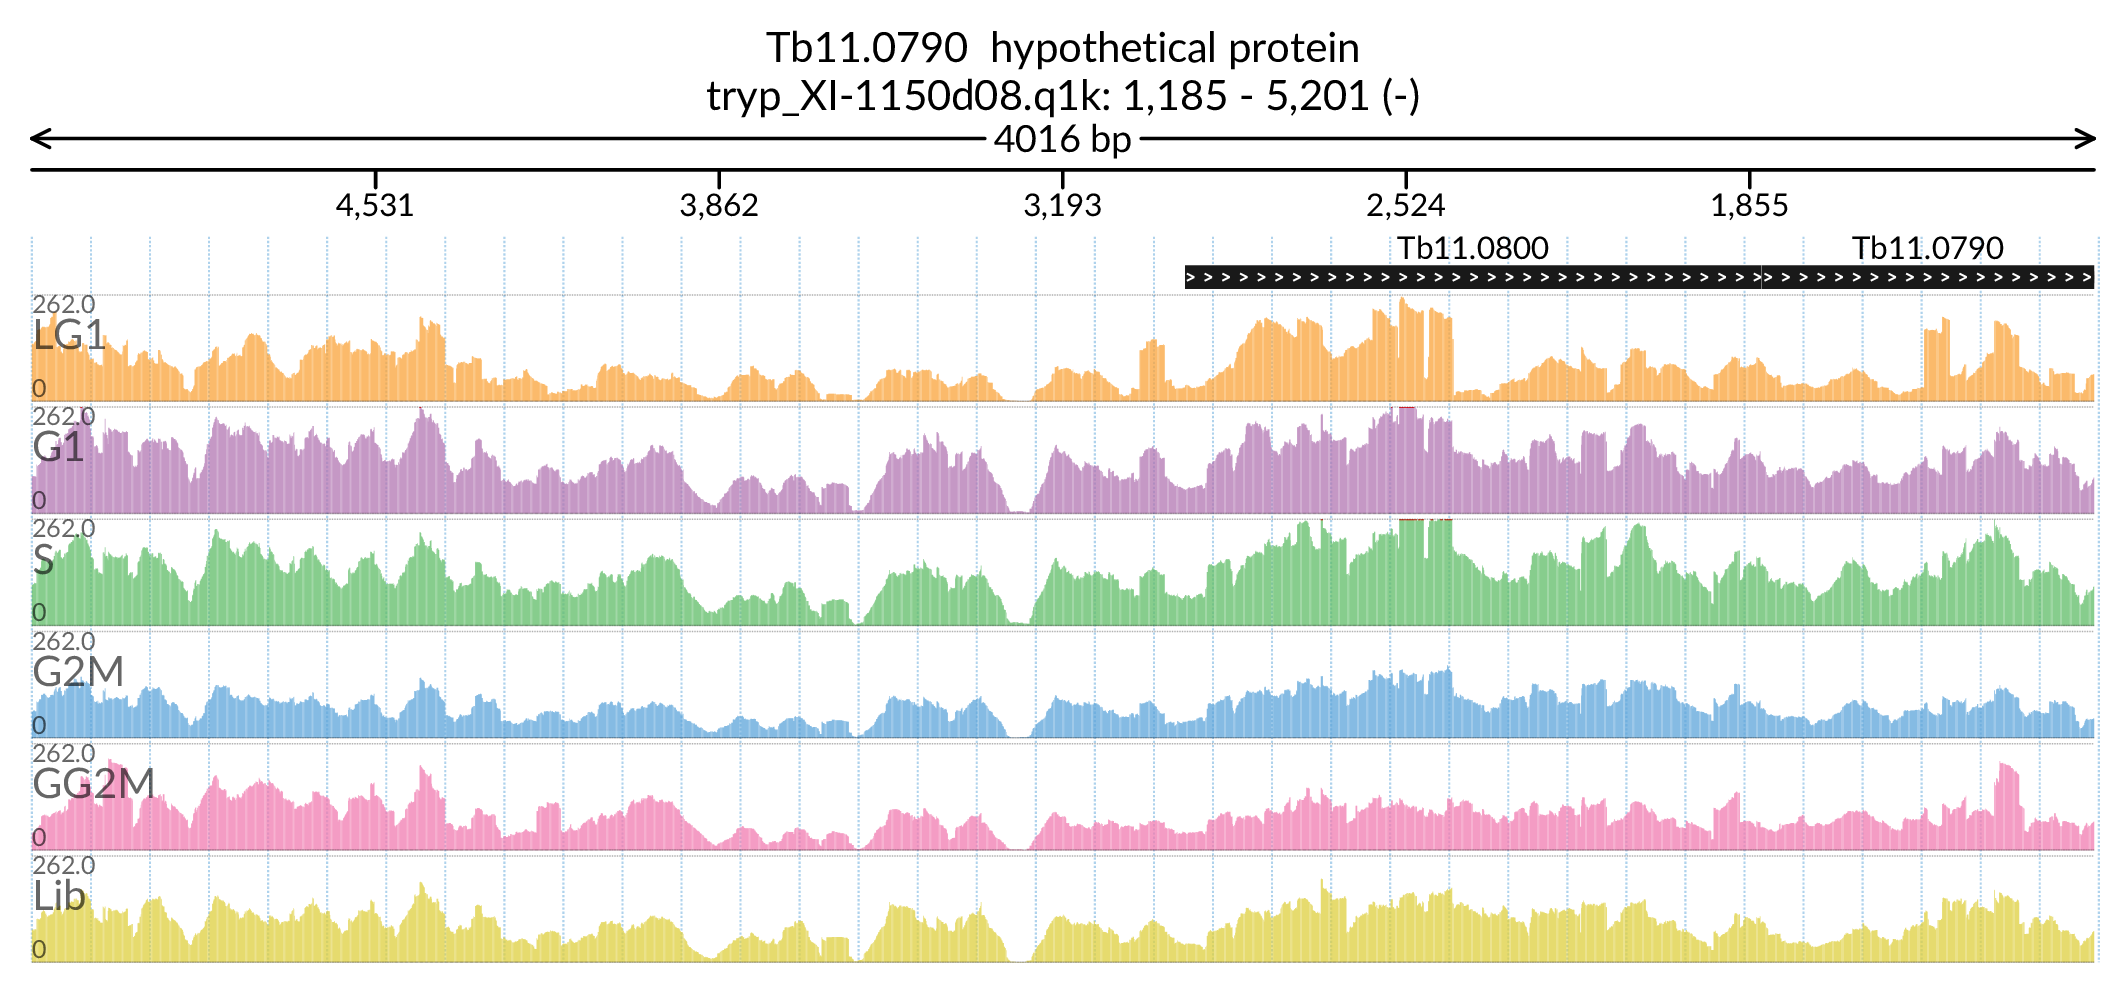 Tb11.0790  hypothetical protein
tryp_XI-1150d08.q1k: 1,185 - 5,201 (-)
4016 bp
4,531 3,862 3,193 2,524 1,855
Tb11.0800 Tb11.0790
262.0
LG1
0
262.0
G1
0
262.0
S
0
262.0
G2M
0
262.0
GG2M
0
262.0
Lib
0